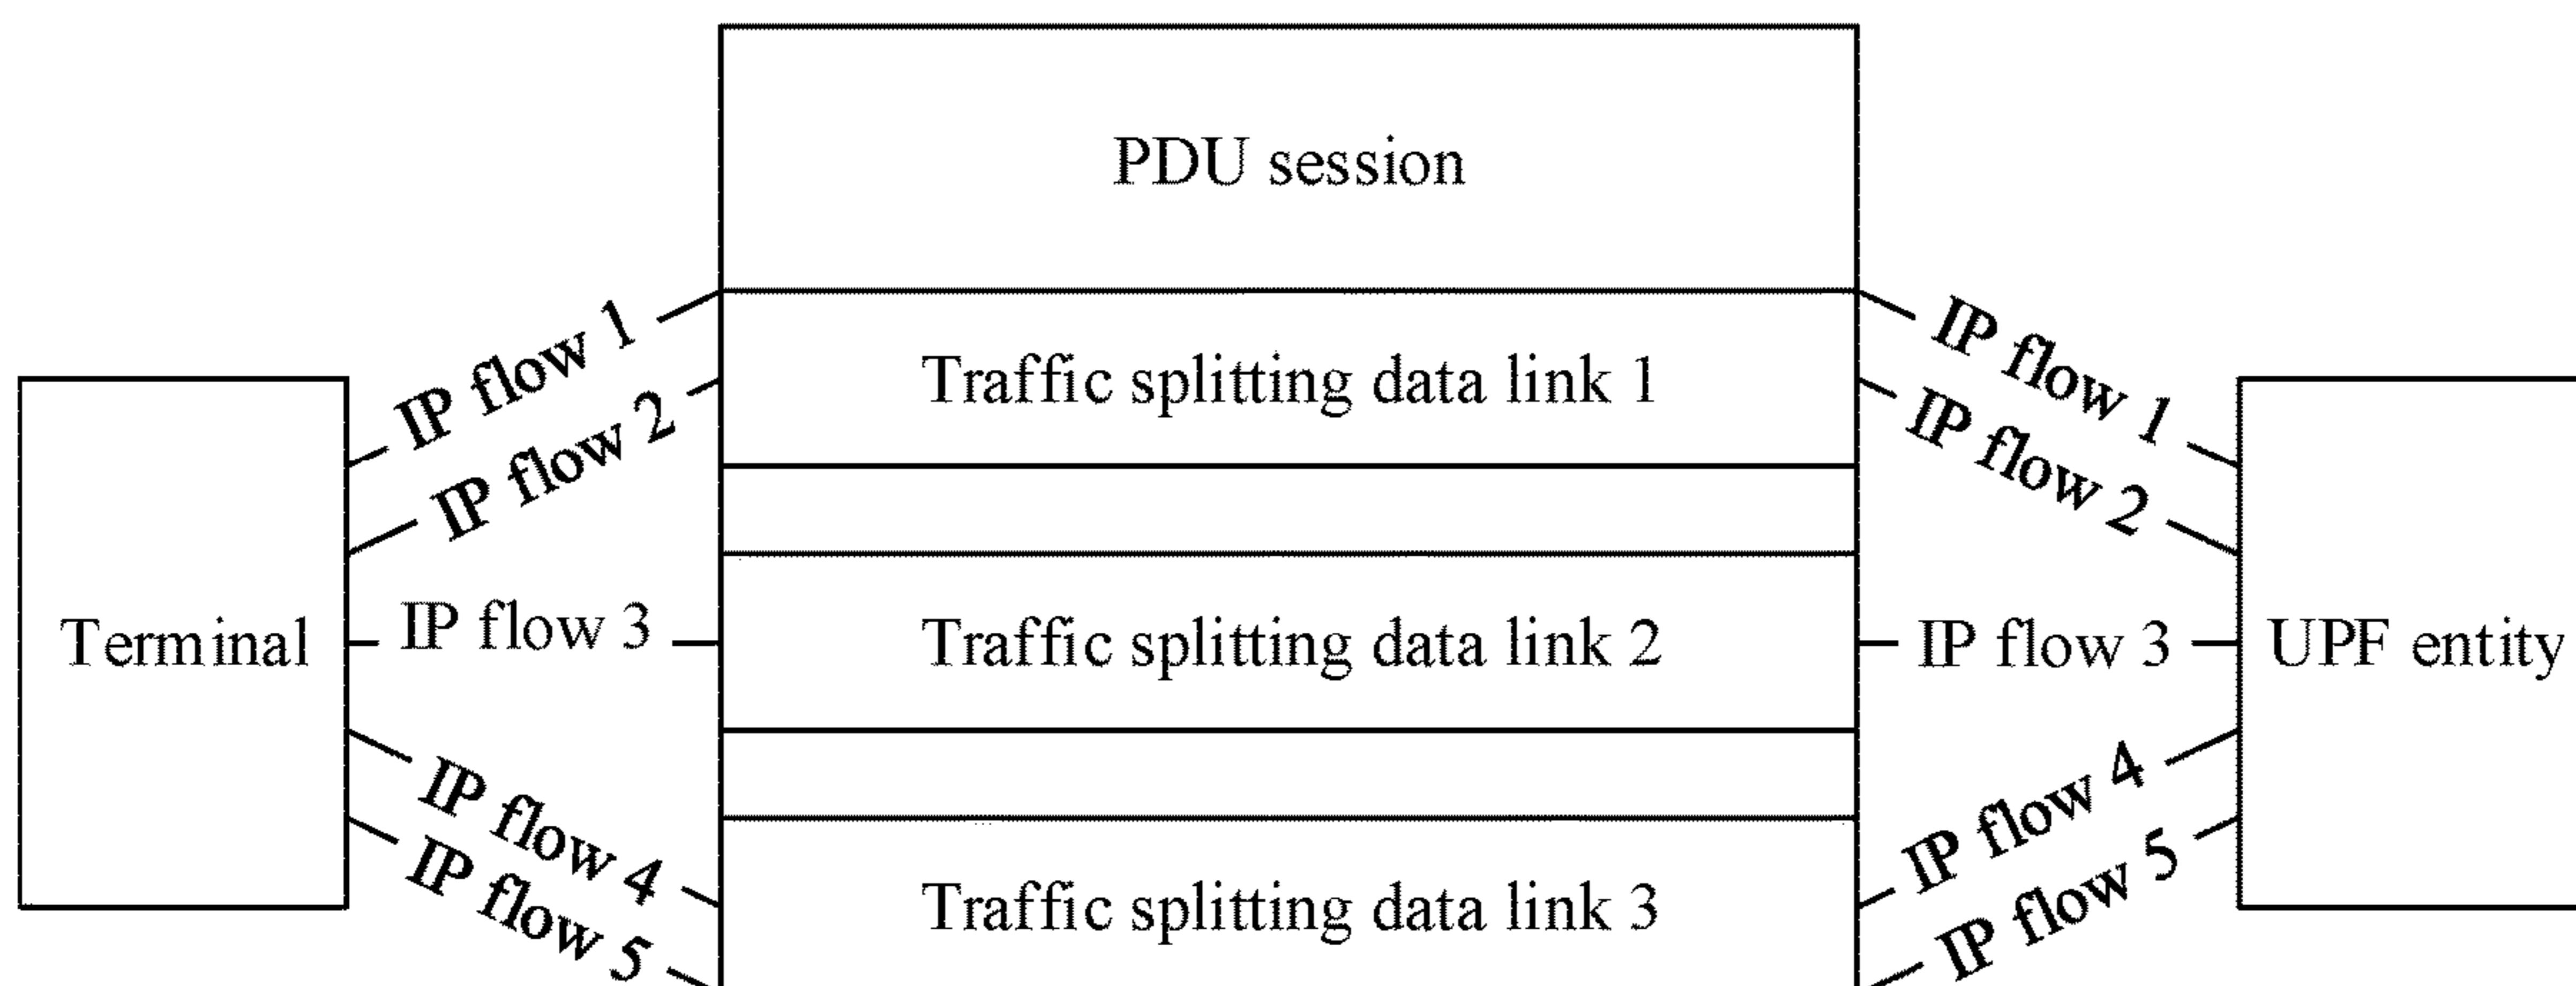 PDU session
IP flow 1
IP flow 1
Traffic splitting data link 1
IP flow 2
IP flow 2
Terminal
IP flow 3
Traffic splitting data link 2
IP flow 3
UPF entity
IP flow 4
IP flow 4
Traffic splitting data link 3
IP flow 5
IP flow 5